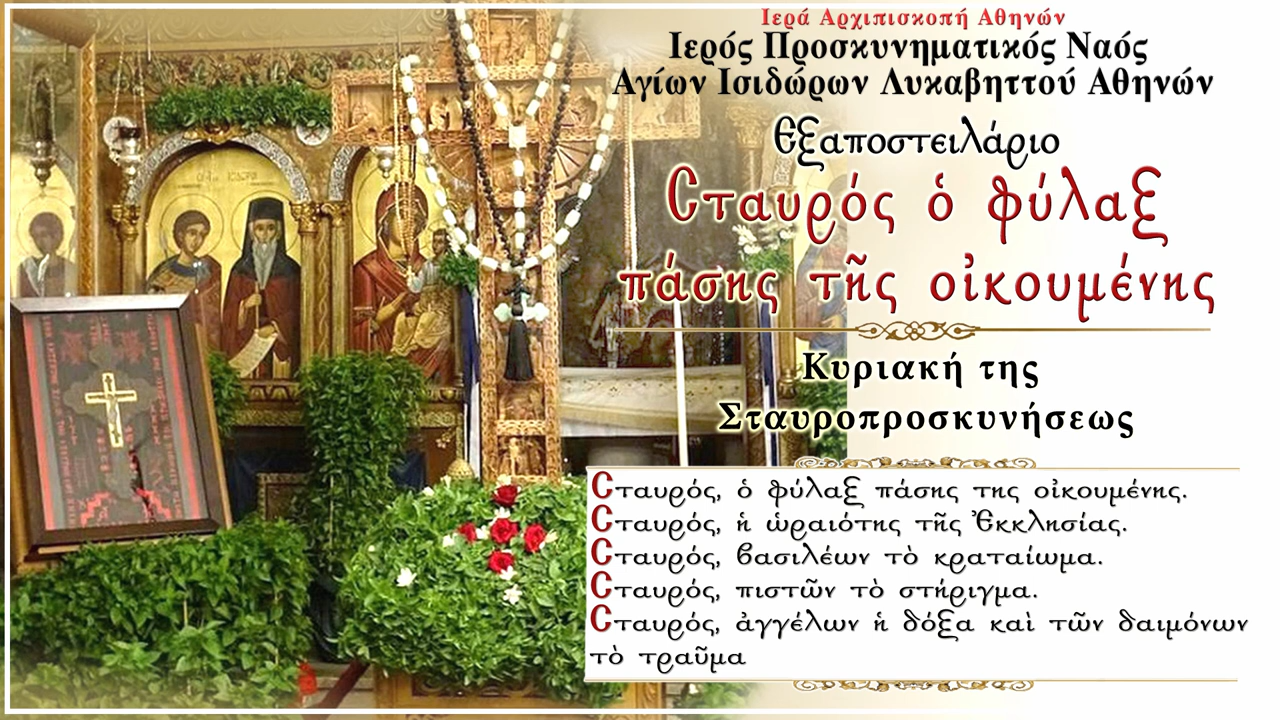 Ιερά Αρχιπισκοπή Αθηνών
Ιερός Προσκυνηματικός Ναός
Αγίων Ισιδώρων Λυκαβηττού Αθηνών
Εξαποστειλάριο
Σταυρός ὁ φύλαξ
πάσης τῆς οἰκουμένης
Κυριακή της
Σταυροπροσκυνήσεως
Σταυρός, ὁ φύλαξ πάσης της οἰκουμένης.
Σταυρός, ἡ ὡραιότης τῆς Ἐκκλησίας.
Σταυρός, βασιλέων τὸ κραταίωμα.
Σταυρός, πιστῶν τὸ στήριγμα.
Σταυρός, ἀγγέλων ἡ δόξα καὶ τῶν δαιμόνων
τὸ τραῦμα